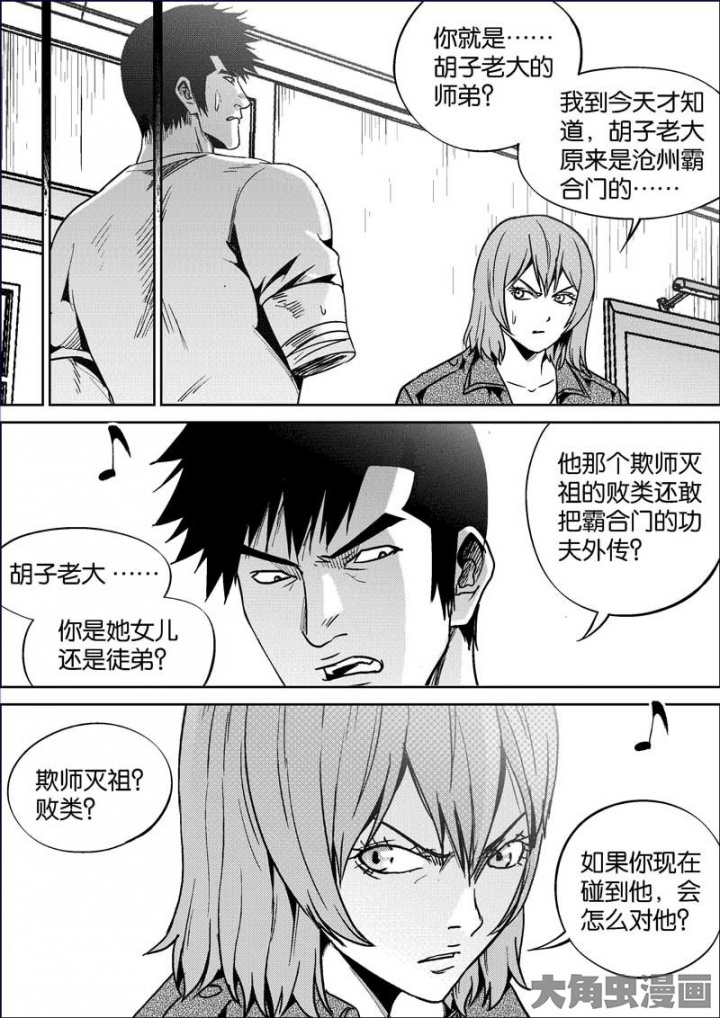 你就是……
胡子老大的
师弟？
我到今天才知
道，胡子老大
原来是沧州霸
合门的……
胡子老大……
你是她女儿
还是徒弟？
他那个欺师灭
祖的败类还敢
把霸合门的功
夫外传？
欺师灭祖？
败类？
如果你现在
碰到他，会
怎么对他？
大角虫漫画